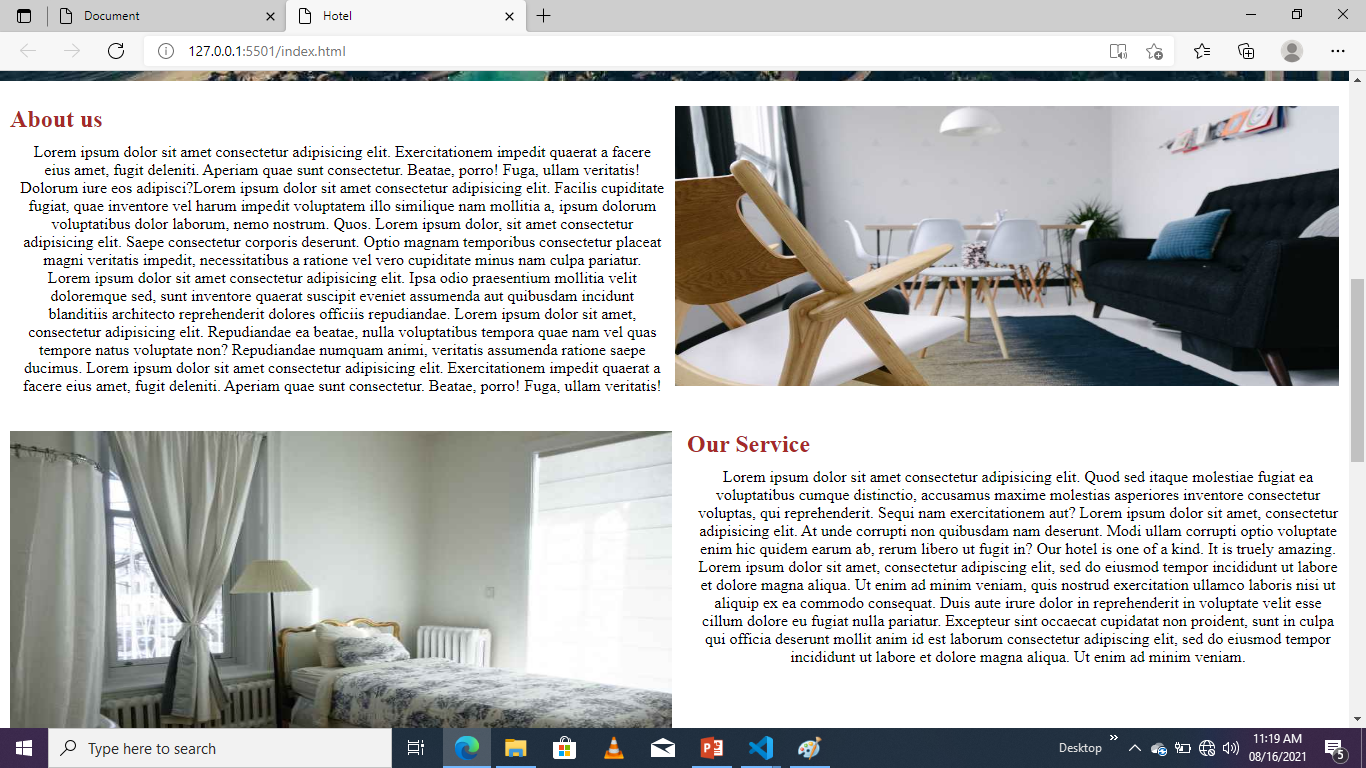 Document
Hotel
127.0.0.1:5501/index.html
About us
Lorem ipsum dolor sit amet consectetur adipisicing elit. Exercitationem impedit quaerat a facere
eius amet, fugit deleniti. Aperiam quae sunt consectetur. Beatae, porro! Fuga, ullam veritatis!
Dolorum iure eos adipisci?Lorem ipsum dolor sit amet consectetur adipisicing elit. Facilis cupiditate
fugiat, quae inventore vel harum impedit voluptatem illo similique nam mollitia a, ipsum dolorum
voluptatibus dolor laborum, nemo nostrum. Quos. Lorem ipsum dolor, sit amet consectetur
adipisicing elit. Saepe consectetur corporis deserunt. Optio magnam temporibus consectetur placeat
magni veritatis impedit, necessitatibus a ratione vel vero cupiditate minus nam culpa pariatur.
Lorem ipsum dolor sit amet consectetur adipisicing elit. Ipsa odio praesentium mollitia velit
doloremque sed, sunt inventore quaerat suscipit eveniet assumenda aut quibusdam incidunt
blanditiis architecto reprehenderit dolores officiis repudiandae. Lorem ipsum dolor sit amet,
consectetur adipisicing elit. Repudiandae ea beatae, nulla voluptatibus tempora quae nam vel quas
tempore natus voluptate non? Repudiandae numquam animi, veritatis assumenda ratione saepe
ducimus. Lorem ipsum dolor sit amet consectetur adipisicing elit. Exercitationem impedit quaerat a
facere eius amet, fugit deleniti. Aperiam quae sunt consectetur. Beatae, porro! Fuga, ullam veritatis!
Our Service
Lorem ipsum dolor sit amet consectetur adipisicing elit. Quod sed itaque molestiae fugiat ea
voluptatibus cumque distinctio, accusamus maxime molestias asperiores inventore consectetur
voluptas, qui reprehenderit. Sequi nam exercitationem aut? Lorem ipsum dolor sit amet, consectetur
adipisicing elit. At unde corrupti non quibusdam nam deserunt. Modi ullam corrupti optio voluptate
enim hic quidem earum ab, rerum libero ut fugit in? Our hotel is one of a kind. It is truely amazing.
Lorem ipsum dolor sit amet, consectetur adipiscing elit, sed do eiusmod tempor incididunt ut labore
et dolore magna aliqua. Ut enim ad minim veniam, quis nostrud exercitation ullamco laboris nisi ut
aliquip ex ea commodo consequat. Duis aute irure dolor in reprehenderit in voluptate velit esse
cillum dolore eu fugiat nulla pariatur. Excepteur sint occaecat cupidatat non proident, sunt in culpa
qui officia deserunt mollit anim id est laborum consectetur adipiscing elit, sed do eiusmod tempor
incididunt ut labore et dolore magna aliqua. Ut enim ad minim veniam.
Type here to search
Desktop
11:19 AM
08/16/2021
5